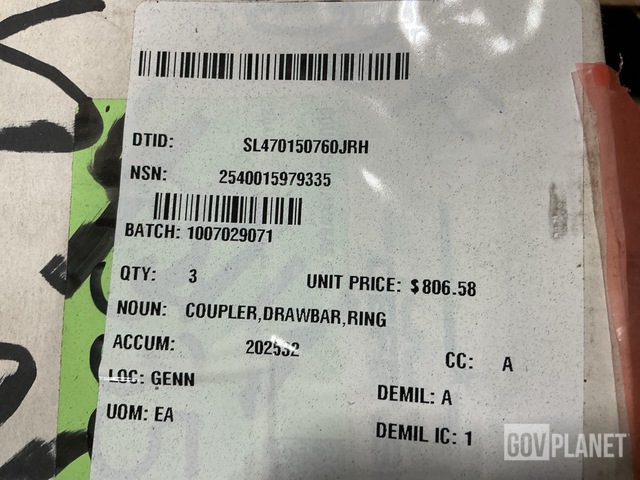 DTID: SL470150760JRH
NSN: 2540015979335
BATCH: 1007029071
QTY: 3 UNIT PRICE: $806.58
NOUN: COUPLER,DRAWBAR,RING
ACCUM: 202532
CC: A
LOC: GENN
DEMIL: A
UOM: EA
DEMIL IC: 1
GOVPLANET